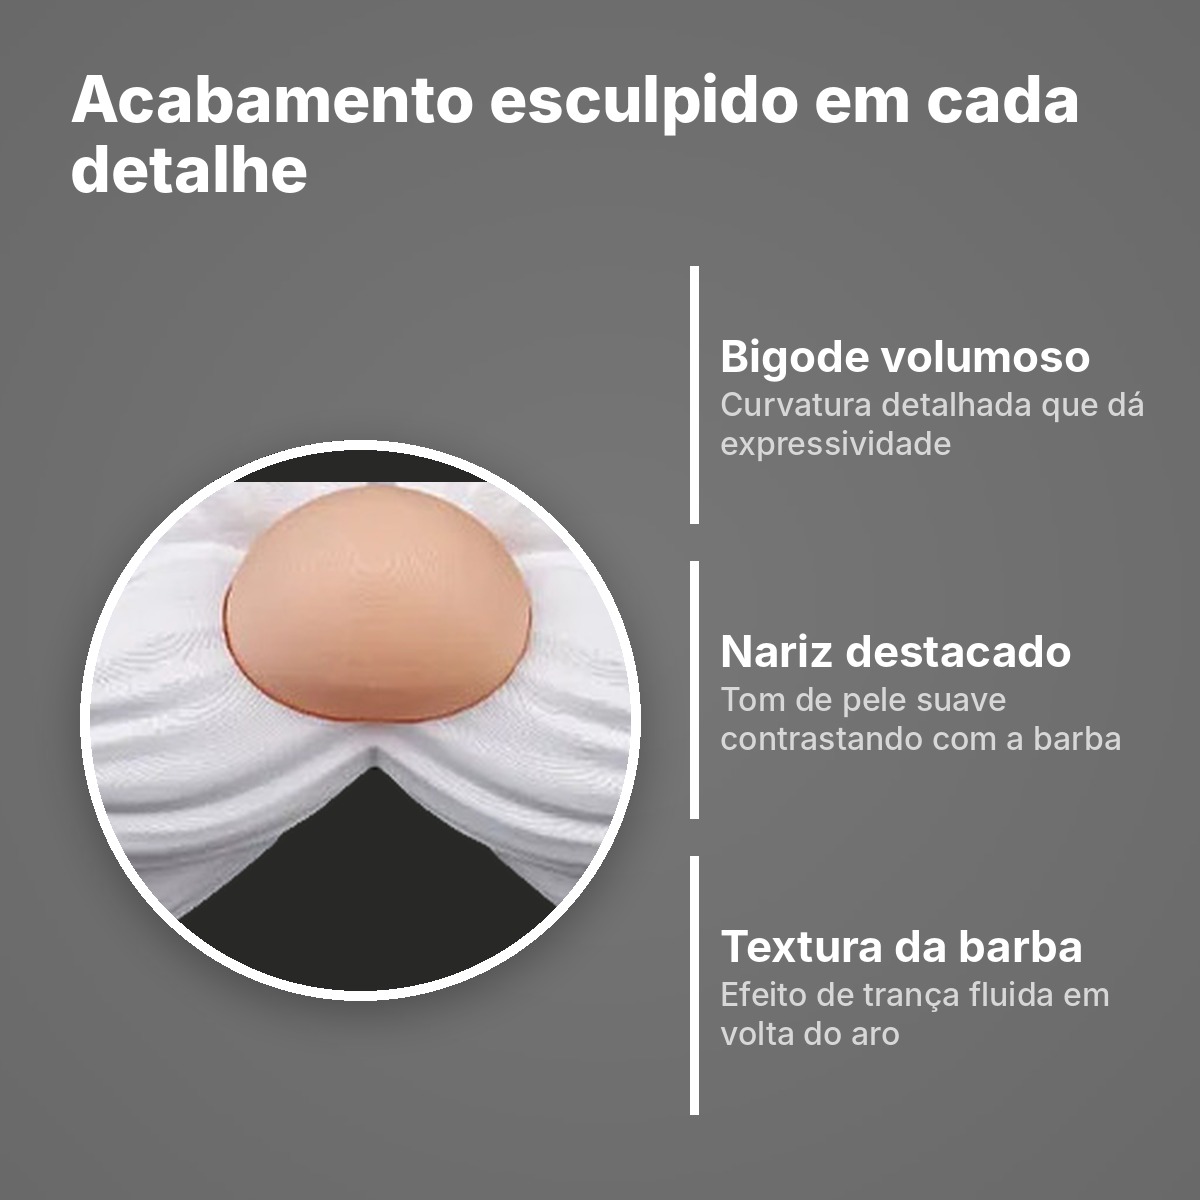 Acabamento esculpido em cada
detalhe
Bigode volumoso
Curvatura detalhada que dá
expressividade
Nariz destacado
Tom de pele suave
contrastando com a barba
Textura da barba
Efeito de trança fluida em
volta do aro